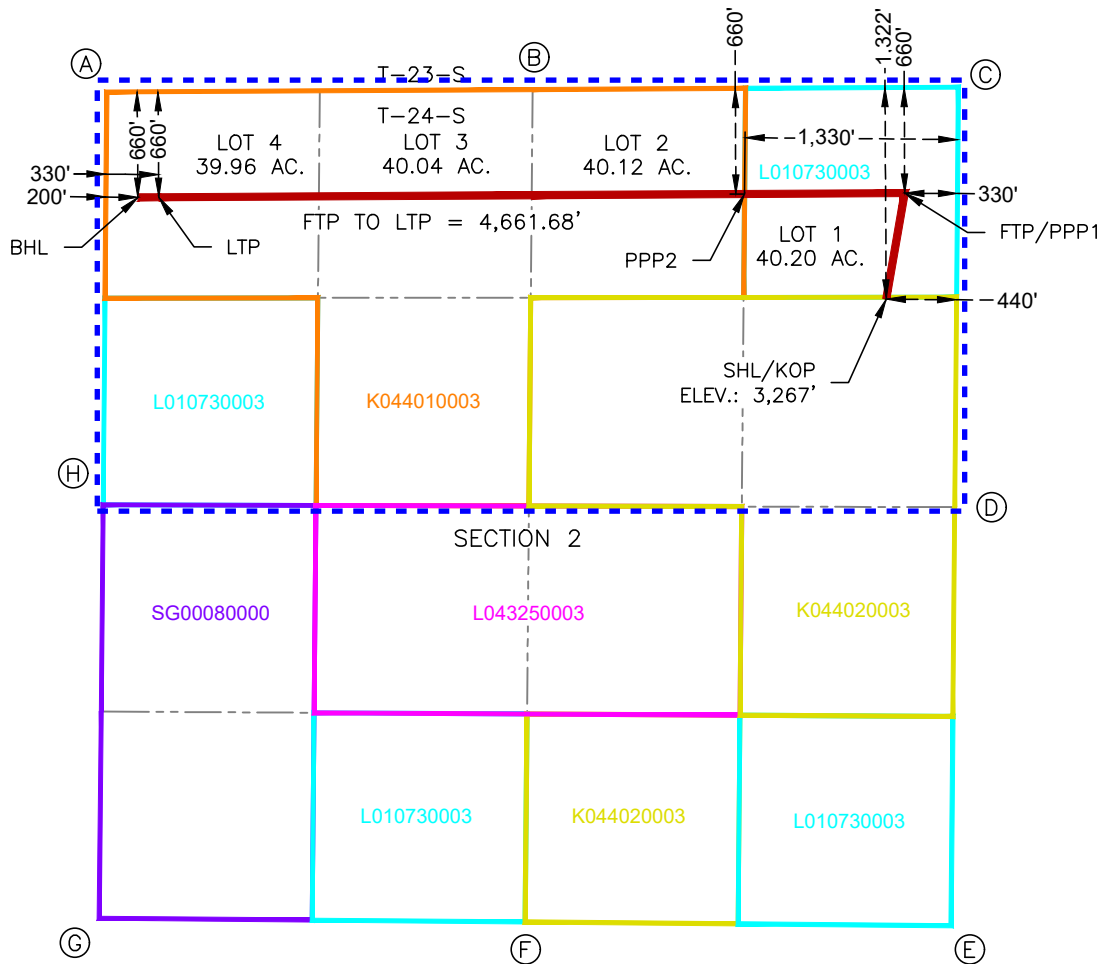 A
B
C
T-23-S
T-24-S
660'
1,322'
660'
660'
660'
LOT 4
39.96 AC.
LOT 3
40.04 AC.
LOT 2
40.12 AC.
1,330'
L010730003
330'
200'
330'
FTP TO LTP = 4,661.68'
BHL
LTP
PPP2
LOT 1
40.20 AC.
FTP/PPP1
440'
SHL/KOP
ELEV.: 3,267'
L010730003
K044010003
H
D
SECTION 2
SG00080000
L043250003
K044020003
L010730003
K044020003
L010730003
G
F
E